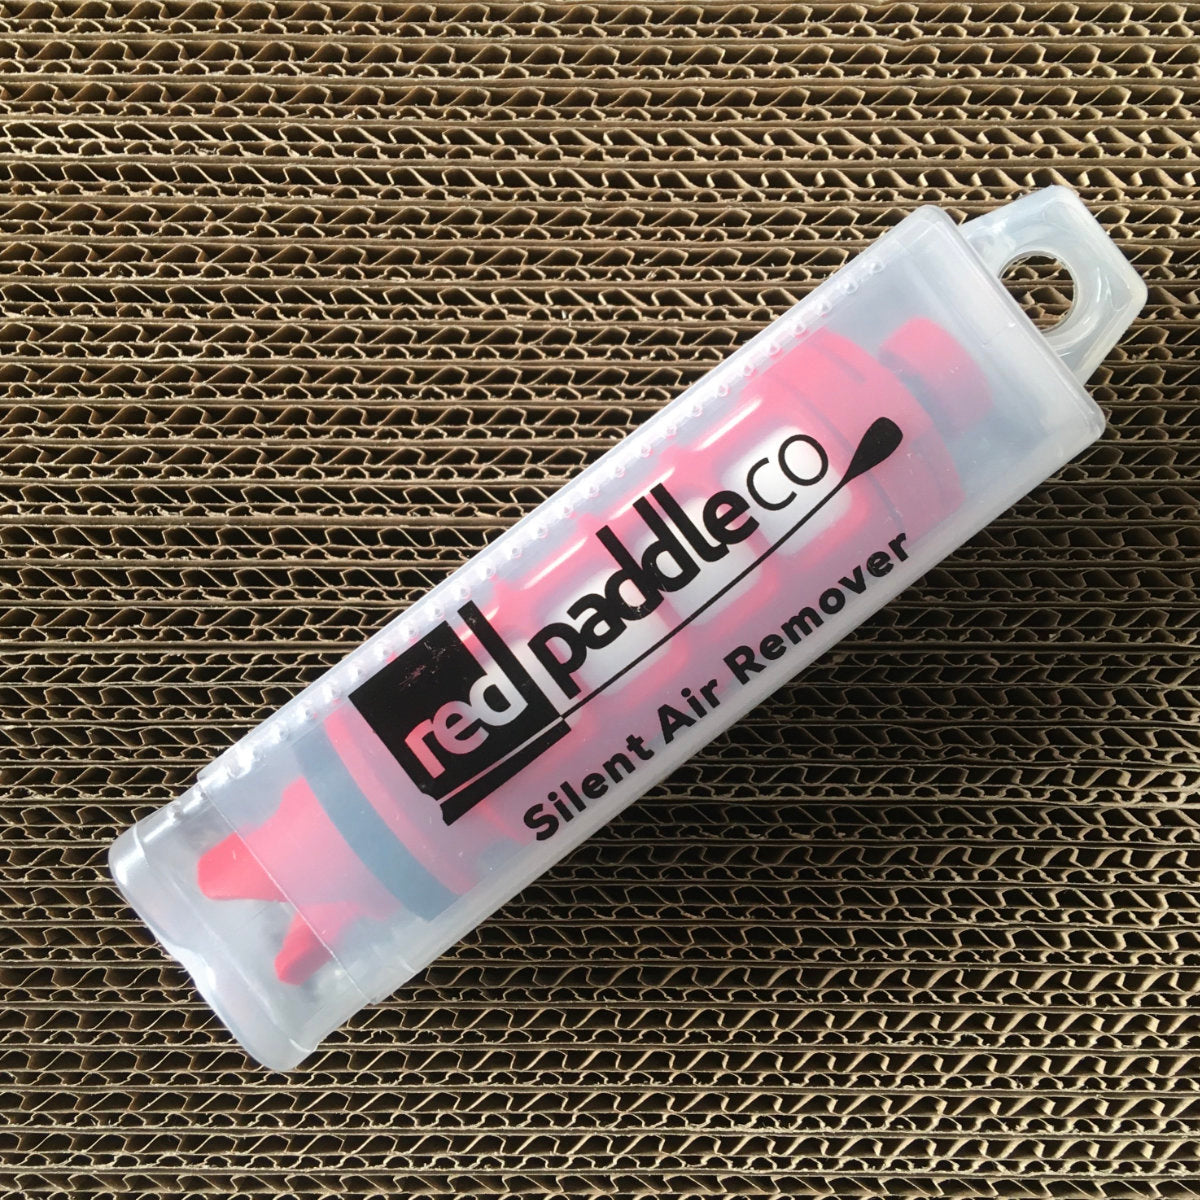 red paddle co
Silent Air Remover